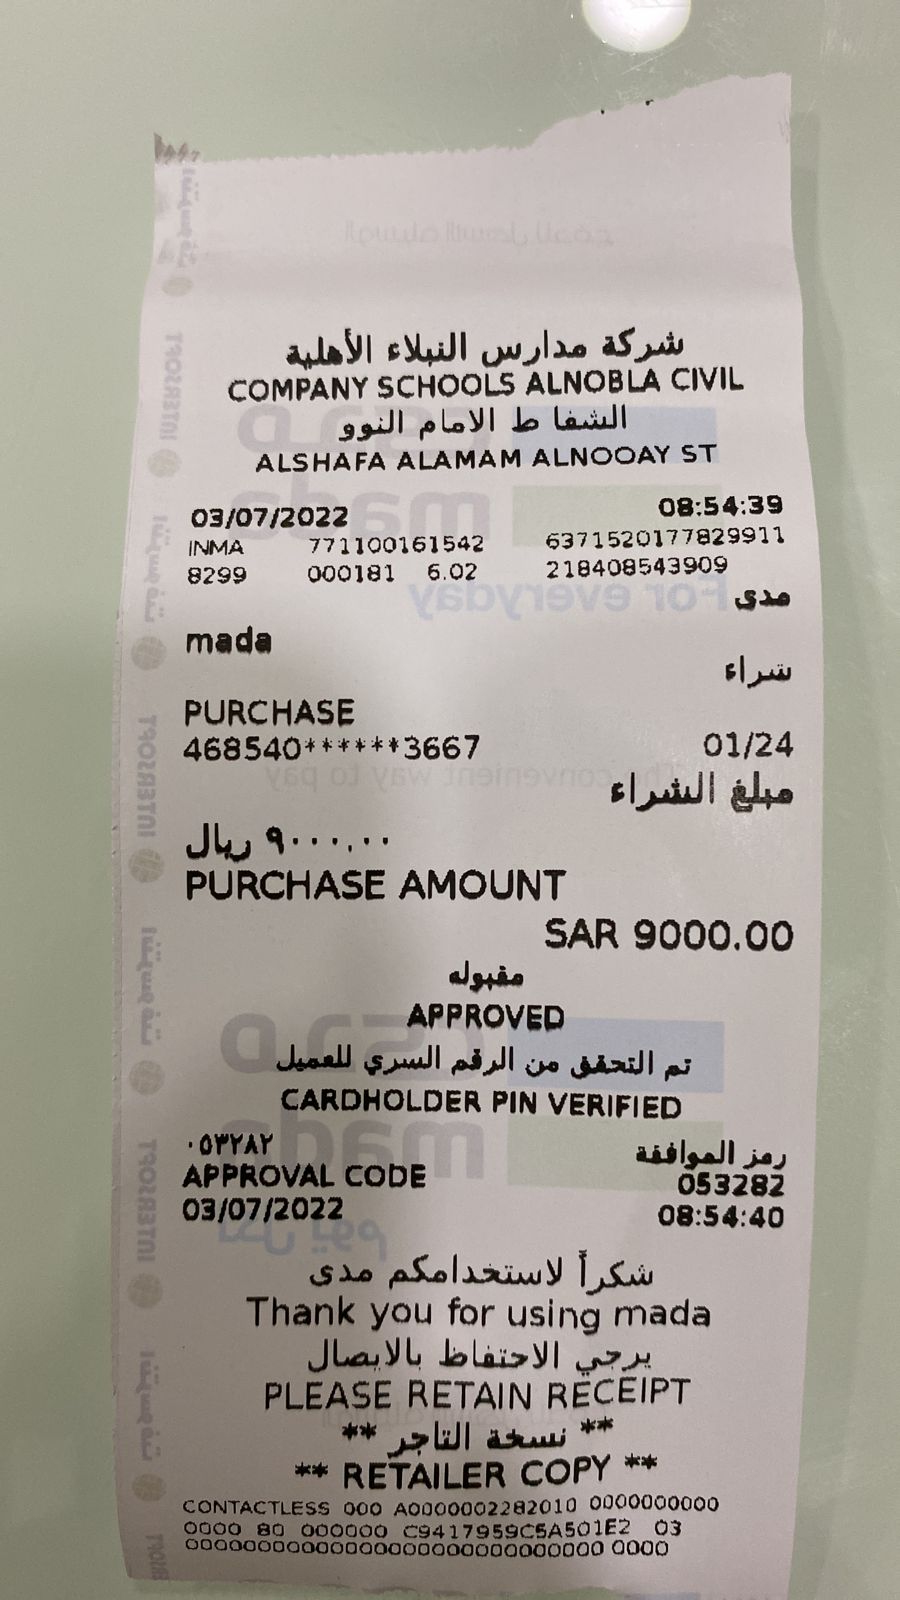 شركة مدارس النبلاء الأهلية
COMPANY SCHOOLS ALNOBLA CIVIL
الشفا ط الامام النوو
ALSHAFA ALAMAM ALNOOAY ST
03/07/2022 08:54:39
INMA 771100161542 6371520177829911
8299 000181 6.02 218408543909
مدى
mada
شراء
PURCHASE
468540******3667 01/24
مبلغ الشراء
٩٠٠٠,٠٠ ريال
PURCHASE AMOUNT
SAR 9000.00
مقبوله
APPROVED
تم التحقق من الرقم السري للعميل
CARDHOLDER PIN VERIFIED
٠٥٣٢٨٢ رمز الموافقة
APPROVAL CODE 053282
03/07/2022 08:54:40
شكراً لاستخدامكم مدى
Thank you for using mada
يرجي الاحتفاظ بالايصال
PLEASE RETAIN RECEIPT
** نسخة التاجر **
** RETAILER COPY **
CONTACTLESS 000 A0000002282010 0000000000
0000 80 000000 C9417959C5A501E2 03